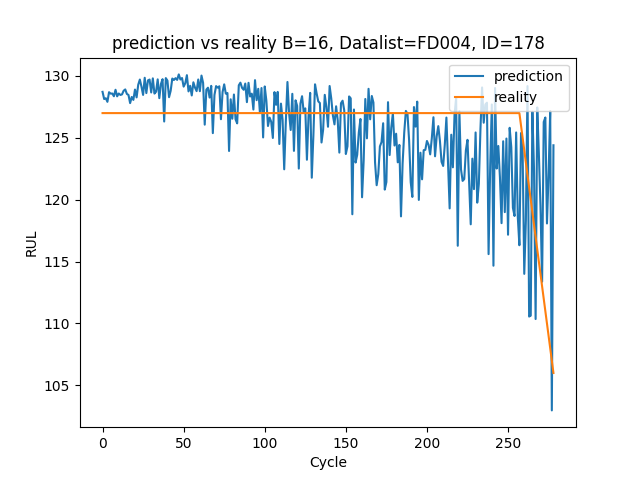 prediction vs reality B=16, Datalist=FD004, ID=178
prediction
reality
130
125
120
115
110
105
RUL
0
50
100
150
200
250
Cycle